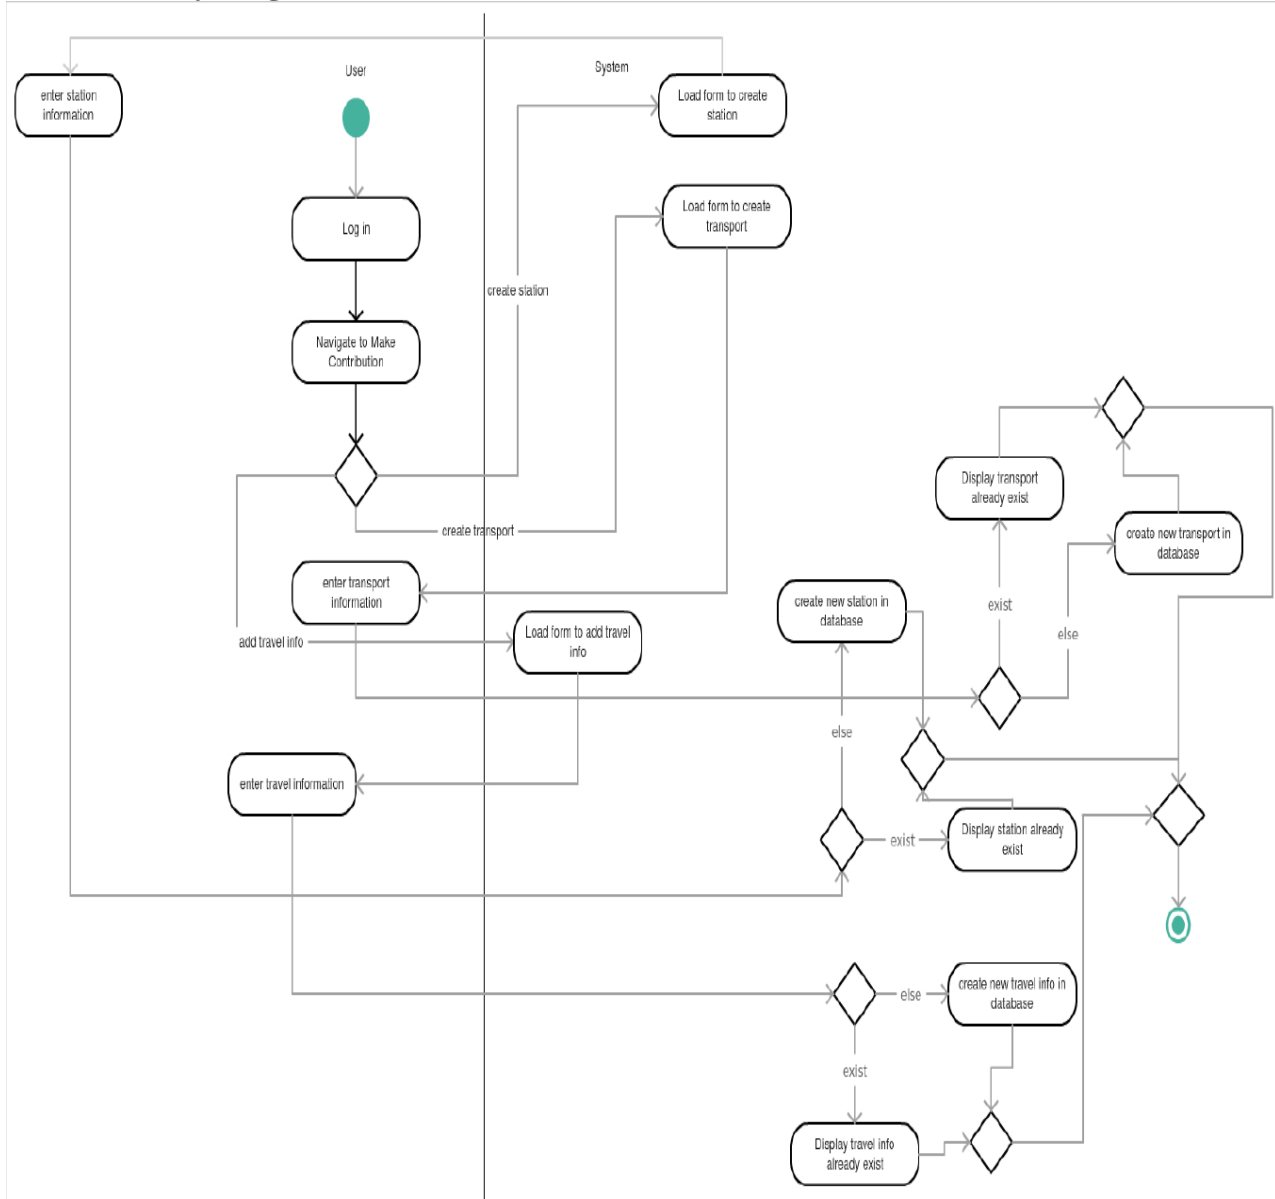 User
System
enter station
information
Load form to create
station
Log in
Load form to create
transport
create station
Navigate to Make
Contribution
create transport
enter transport
information
add travel info
Load form to add travel
info
enter travel information
Display transport
already exist
create new transport in
database
exist
else
create new station in
database
else
exist
Display station already
exist
else
create new travel info in
database
exist
Display travel info
already exist